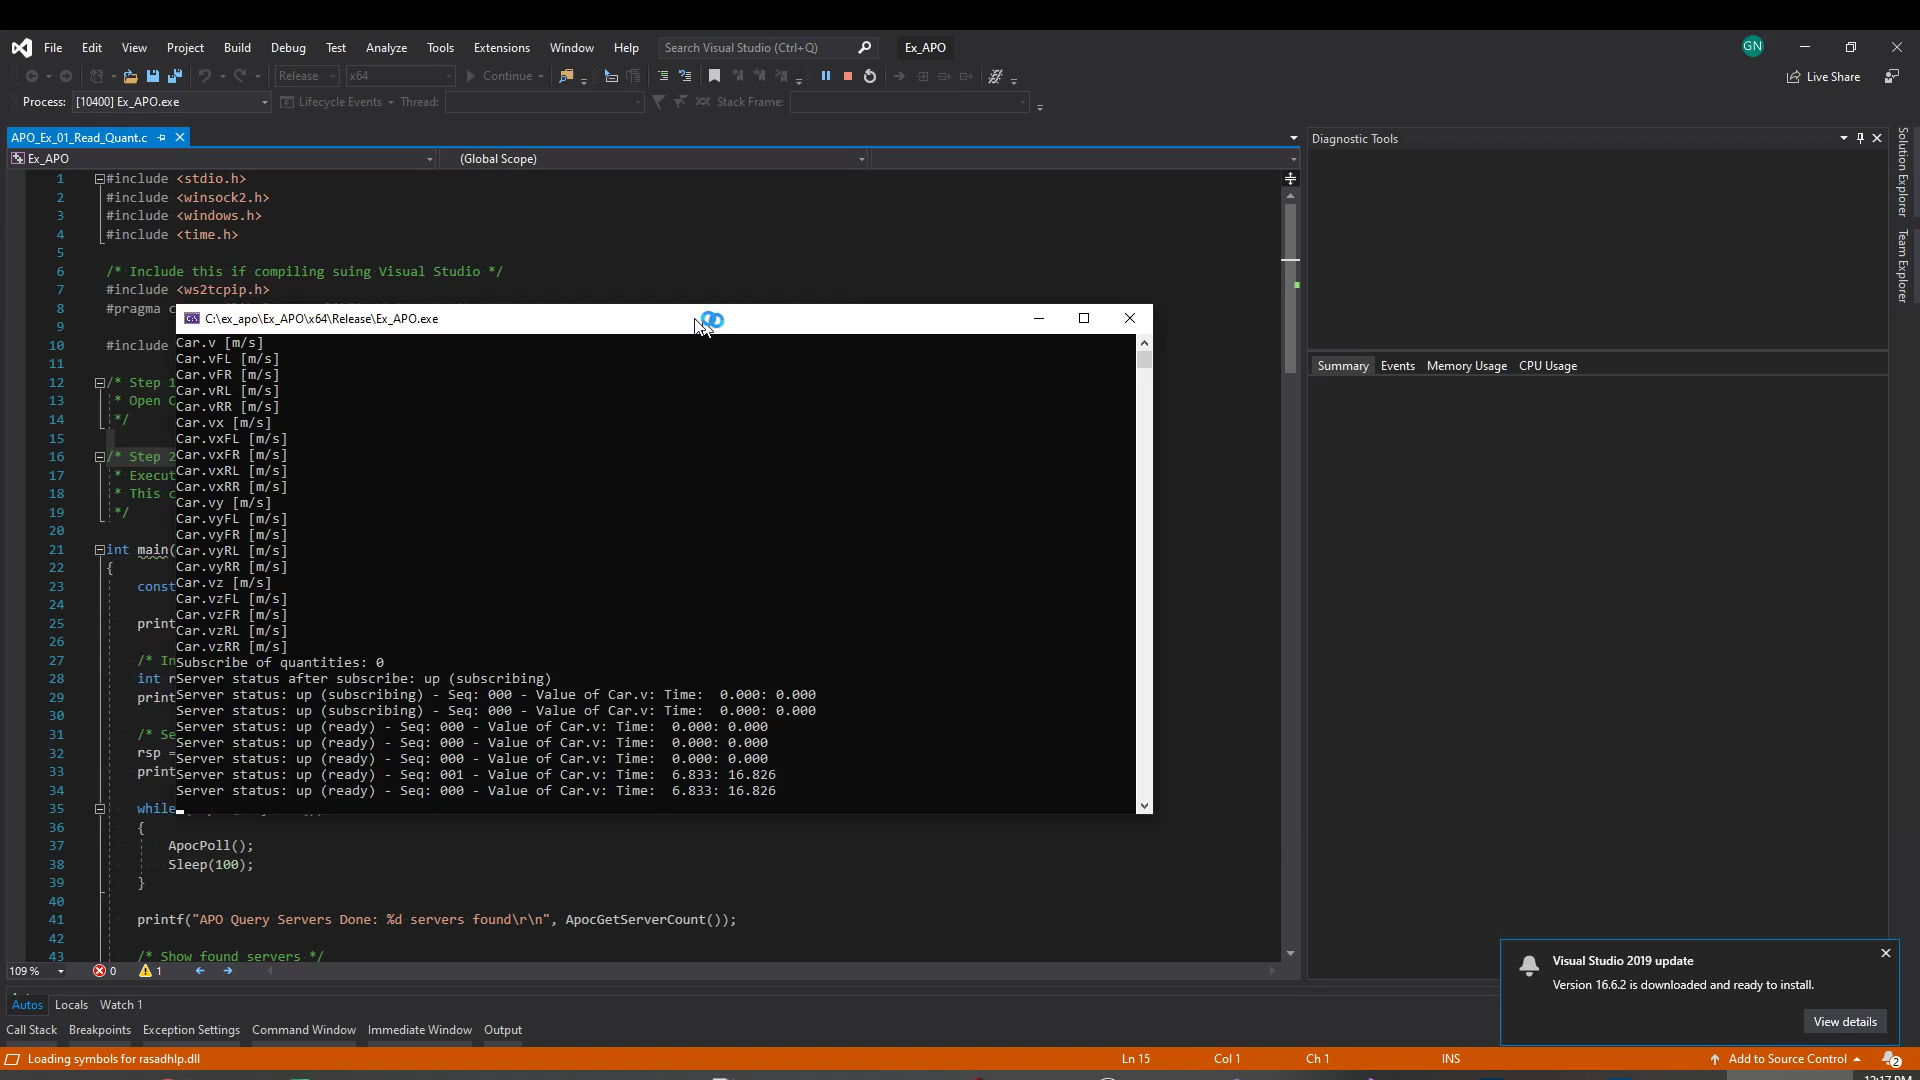 File Edit View Project Build Debug Test Analyze Tools Extensions Window Help Search Visual Studio (Ctrl+Q) Ex_APO GN
Release x64 Continue Live Share
Process: [10400] Ex_APO.exe Lifecycle Events Thread: Stack Frame:
APO_Ex_01_Read_Quant.c
Ex_APO (Global Scope)
1 #include <stdio.h>
2 #include <winsock2.h>
3 #include <windows.h>
4 #include <time.h>
5
6 /* Include this if compiling suing Visual Studio */
7 #include <ws2tcpip.h>
8 #pragma c
9
10 #include
11
12 /* Step 1
13 * Open C
14 */
15
16 /* Step 2
17 * Execut
18 * This c
19 */
20
21 int main(
22 {
23 const
24
25 print
26
27 /* In
28 int r
29 print
30
31 /* Se
32 rsp =
33 print
34
35 while
36 {
37 ApocPoll();
38 Sleep(100);
39 }
40
41 printf("APO Query Servers Done: %d servers found\r\n", ApocGetServerCount());
42
43 /* Show found servers */
C:\ex_apo\Ex_APO\x64\Release\Ex_APO.exe
Car.v [m/s]
Car.vFL [m/s]
Car.vFR [m/s]
Car.vRL [m/s]
Car.vRR [m/s]
Car.vx [m/s]
Car.vxFL [m/s]
Car.vxFR [m/s]
Car.vxRL [m/s]
Car.vxRR [m/s]
Car.vy [m/s]
Car.vyFL [m/s]
Car.vyFR [m/s]
Car.vyRL [m/s]
Car.vyRR [m/s]
Car.vz [m/s]
Car.vzFL [m/s]
Car.vzFR [m/s]
Car.vzRL [m/s]
Car.vzRR [m/s]
Subscribe of quantities: 0
Server status after subscribe: up (subscribing)
Server status: up (subscribing) - Seq: 000 - Value of Car.v: Time: 0.000: 0.000
Server status: up (subscribing) - Seq: 000 - Value of Car.v: Time: 0.000: 0.000
Server status: up (ready) - Seq: 000 - Value of Car.v: Time: 0.000: 0.000
Server status: up (ready) - Seq: 000 - Value of Car.v: Time: 0.000: 0.000
Server status: up (ready) - Seq: 000 - Value of Car.v: Time: 0.000: 0.000
Server status: up (ready) - Seq: 001 - Value of Car.v: Time: 6.833: 16.826
Server status: up (ready) - Seq: 000 - Value of Car.v: Time: 6.833: 16.826
Diagnostic Tools
Summary Events Memory Usage CPU Usage
Solution Explorer
Team Explorer
109 % 0 1
Autos Locals Watch 1
Call Stack Breakpoints Exception Settings Command Window Immediate Window Output
Visual Studio 2019 update
Version 16.6.2 is downloaded and ready to install.
View details
Loading symbols for rasadhlp.dll Ln 15 Col 1 Ch 1 INS Add to Source Control 2